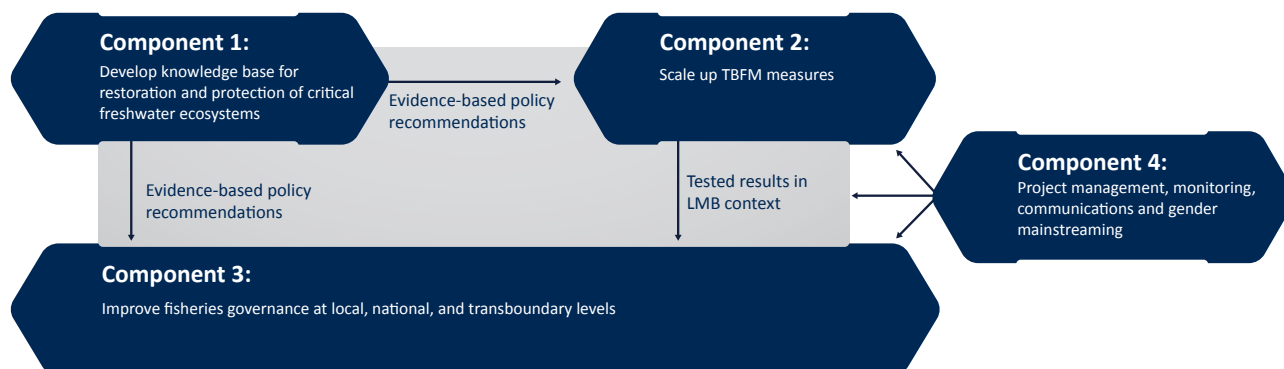 Component 1:
Develop knowledge base for
restoration and protection of critical
freshwater ecosystems
Evidence-based policy
recommendations
Component 2:
Scale up TBFM measures
Evidence-based policy
recommendations
Tested results in
LMB context
Component 4:
Project management, monitoring,
communications and gender
mainstreaming
Component 3:
Improve fisheries governance at local, national, and transboundary levels